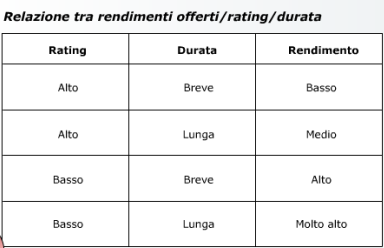 Relazione tra rendimenti offerti/rating/durata
Rating Durata Rendimento
Alto Breve Basso
Alto Lunga Medio
Basso Breve Alto
Basso Lunga Molto alto